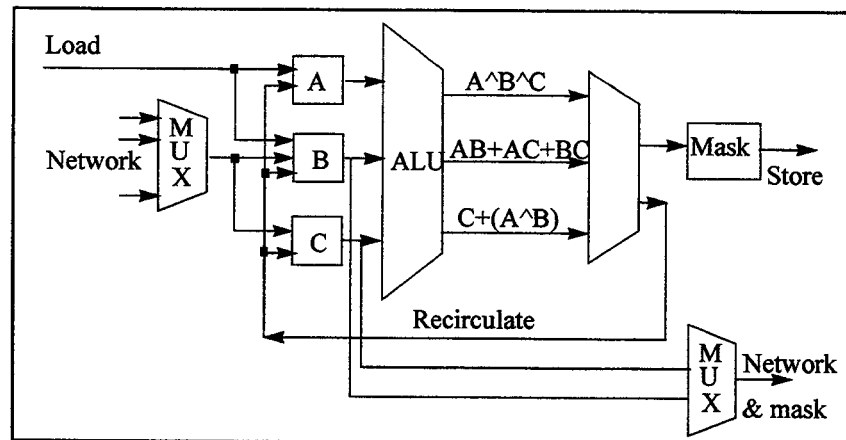 Load
A
A^B^C
M
U
X
Network
B
ALU
AB+AC+BC
Mask
Store
C
C+(A^B)
Recirculate
M
U
X
Network
& mask